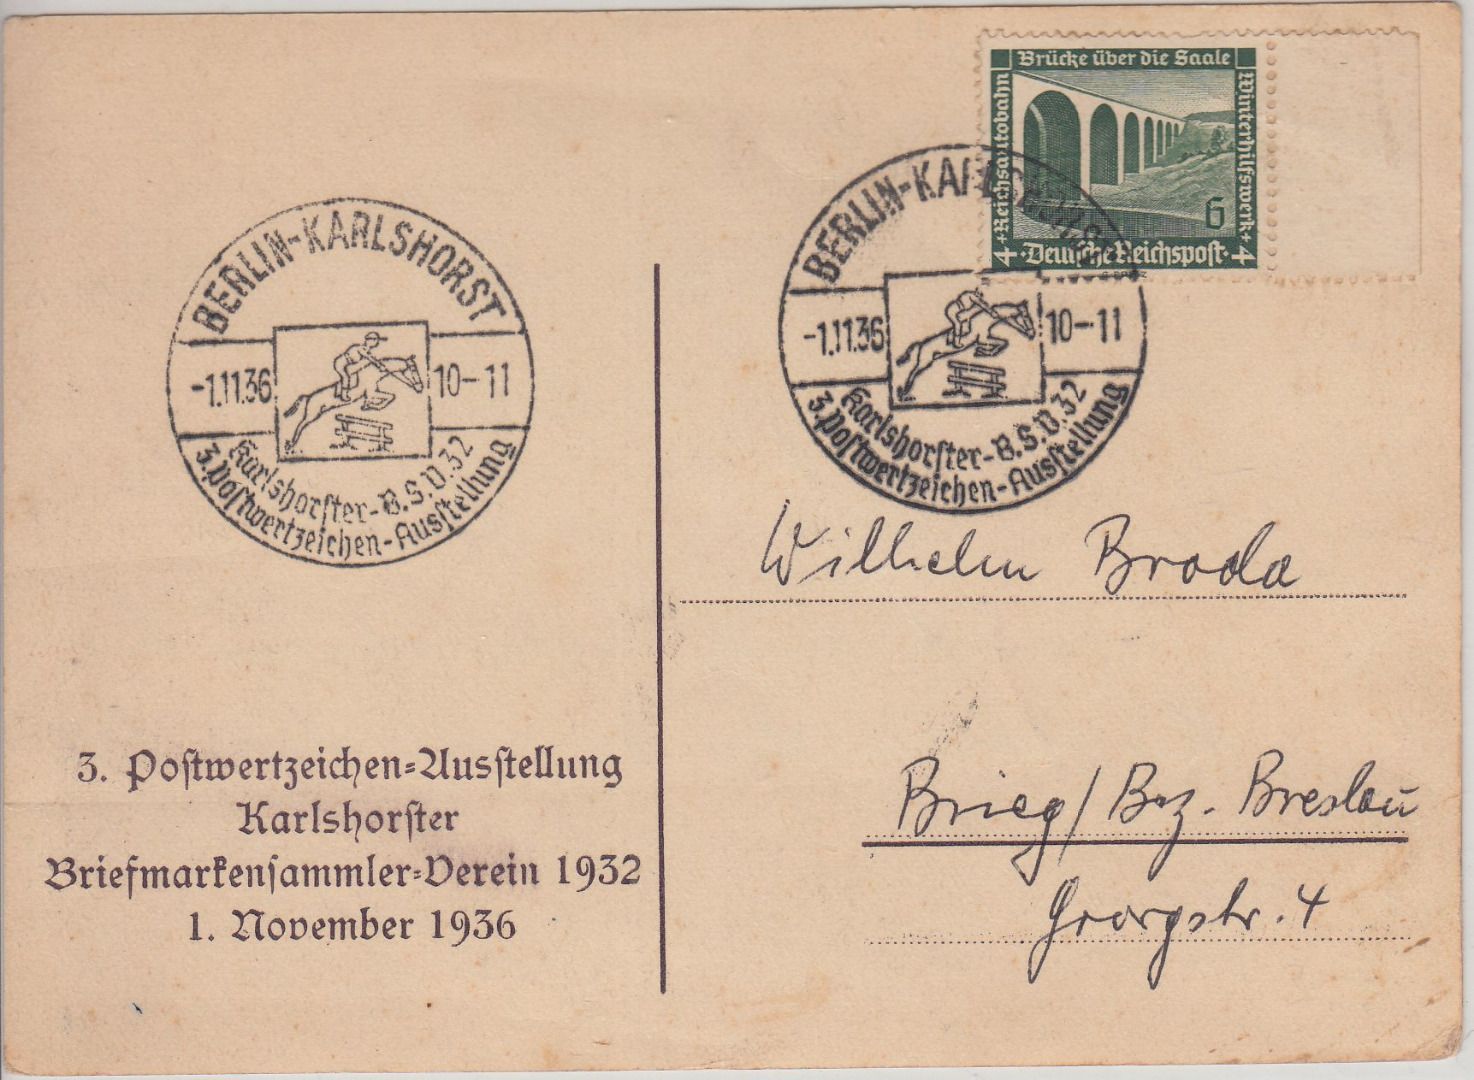 Brücke über die Saale
+Reichsautobahn
Winterhilfswerk+
6
4 ·Deutsche Reichspost· 4
BERLIN-KARLSHORST
-1.11.36 10-11
Karlshorster-B.S.V.32
3.Postwertzeichen-Ausstellung
BERLIN-KARLSHORST
-1.11.36 10-11
Karlshorster-B.S.V.32
3.Postwertzeichen-Ausstellung
Wilhelm Broda
Brieg/Bez. Breslau
Georgstr. 4
3. Postwertzeichen-Ausstellung
Karlshorster
Briefmarkensammler-Verein 1932
1. November 1936